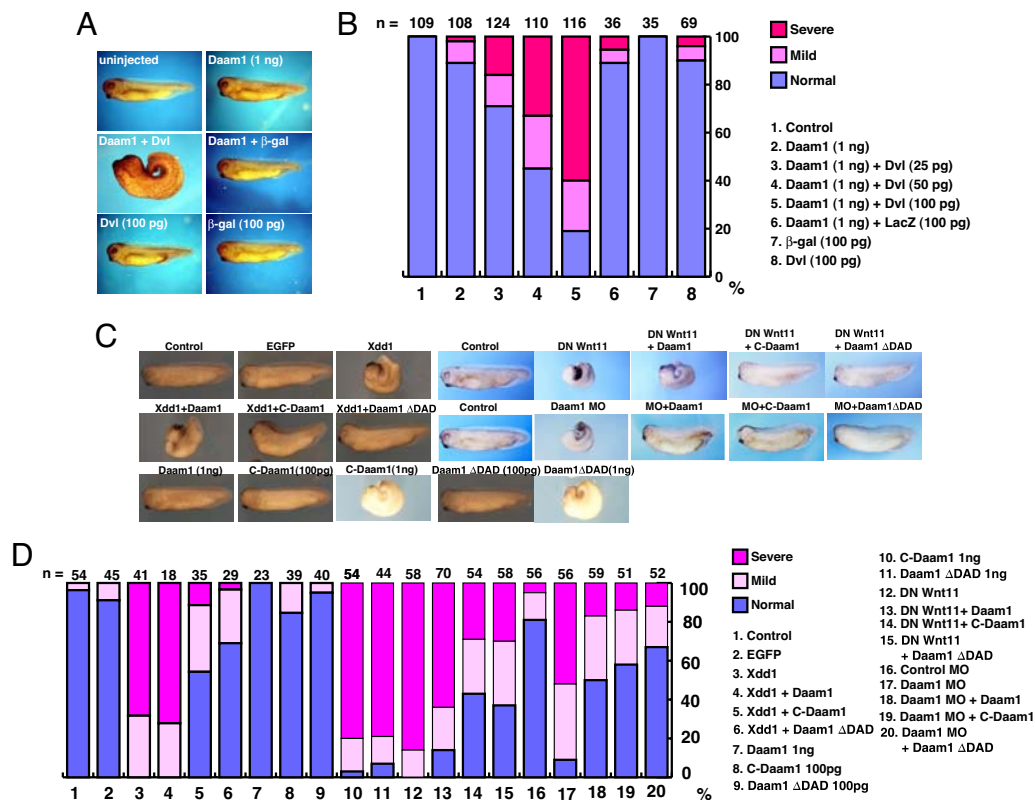 A
uninjected
Daam1 (1 ng)
Daam1 + Dvl
Daam1 + β-gal
Dvl (100 pg)
β-gal (100 pg)
B
n = 109 108 124 110 116 36 35 69
100
80
60
40
20
0
%
1 2 3 4 5 6 7 8
Severe
Mild
Normal
1. Control
2. Daam1 (1 ng)
3. Daam1 (1 ng) + Dvl (25 pg)
4. Daam1 (1 ng) + Dvl (50 pg)
5. Daam1 (1 ng) + Dvl (100 pg)
6. Daam1 (1 ng) + LacZ (100 pg)
7. β-gal (100 pg)
8. Dvl (100 pg)
C
Control
EGFP
Xdd1
Control
DN Wnt11
DN Wnt11
+ Daam1
DN Wnt11
+ C-Daam1
DN Wnt11
+ Daam1 ΔDAD
Xdd1+Daam1
Xdd1+C-Daam1
Xdd1+Daam1 ΔDAD
Control
Daam1 MO
MO+Daam1
MO+C-Daam1
MO+Daam1ΔDAD
Daam1 (1ng)
C-Daam1(100pg)
C-Daam1(1ng)
Daam1 ΔDAD (100pg)
Daam1ΔDAD(1ng)
D
n = 54 45 41 18 35 29 23 39 40 54 44 58 70 54 58 56 56 59 51 52
100
80
60
40
20
0
%
1 2 3 4 5 6 7 8 9 10 11 12 13 14 15 16 17 18 19 20
Severe
Mild
Normal
1. Control
2. EGFP
3. Xdd1
4. Xdd1 + Daam1
5. Xdd1 + C-Daam1
6. Xdd1 + Daam1 ΔDAD
7. Daam1 1ng
8. C-Daam1 100pg
9. Daam1 ΔDAD 100pg
10. C-Daam1 1ng
11. Daam1 ΔDAD 1ng
12. DN Wnt11
13. DN Wnt11+ Daam1
14. DN Wnt11+ C-Daam1
15. DN Wnt11
+ Daam1 ΔDAD
16. Control MO
17. Daam1 MO
18. Daam1 MO + Daam1
19. Daam1 MO + C-Daam1
20. Daam1 MO
+ Daam1 ΔDAD